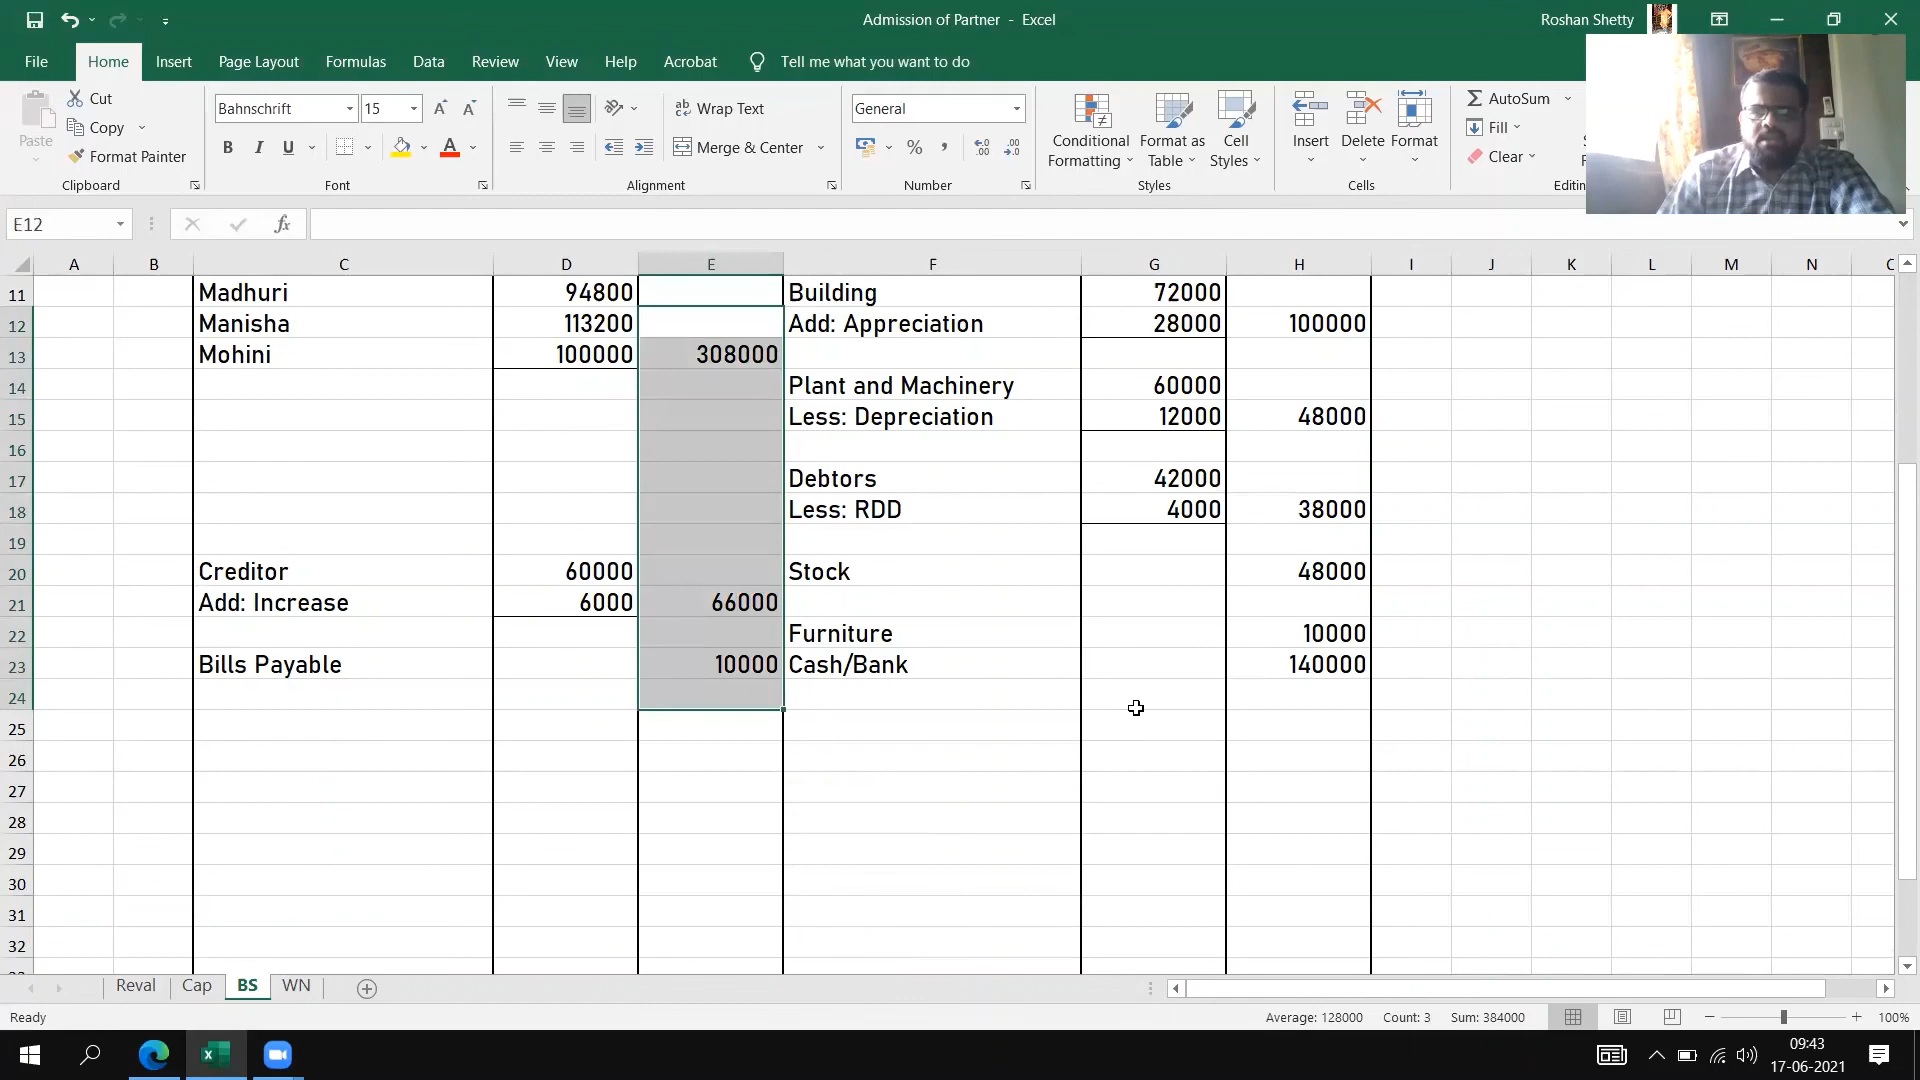 Admission of Partner - Excel
Roshan Shetty
File Home Insert Page Layout Formulas Data Review View Help Acrobat Tell me what you want to do
Paste
Cut
Copy
Format Painter
Clipboard
Bahnschrift 15
B I U
Font
Wrap Text
Merge & Center
Alignment
General
Number
Conditional Formatting
Format as Table
Cell Styles
Styles
Insert Delete Format
Cells
AutoSum
Fill
Clear
Editing
E12 fx
A B C D E F G H I J K L M N
11 Madhuri 94800 Building 72000
12 Manisha 113200 Add: Appreciation 28000 100000
13 Mohini 100000 308000
14 Plant and Machinery 60000
15 Less: Depreciation 12000 48000
16
17 Debtors 42000
18 Less: RDD 4000 38000
19
20 Creditor 60000 Stock 48000
21 Add: Increase 6000 66000
22 Furniture 10000
23 Bills Payable 10000 Cash/Bank 140000
24
25
26
27
28
29
30
31
32
Reval Cap BS WN
Ready Average: 128000 Count: 3 Sum: 384000 100%
09:43
17-06-2021